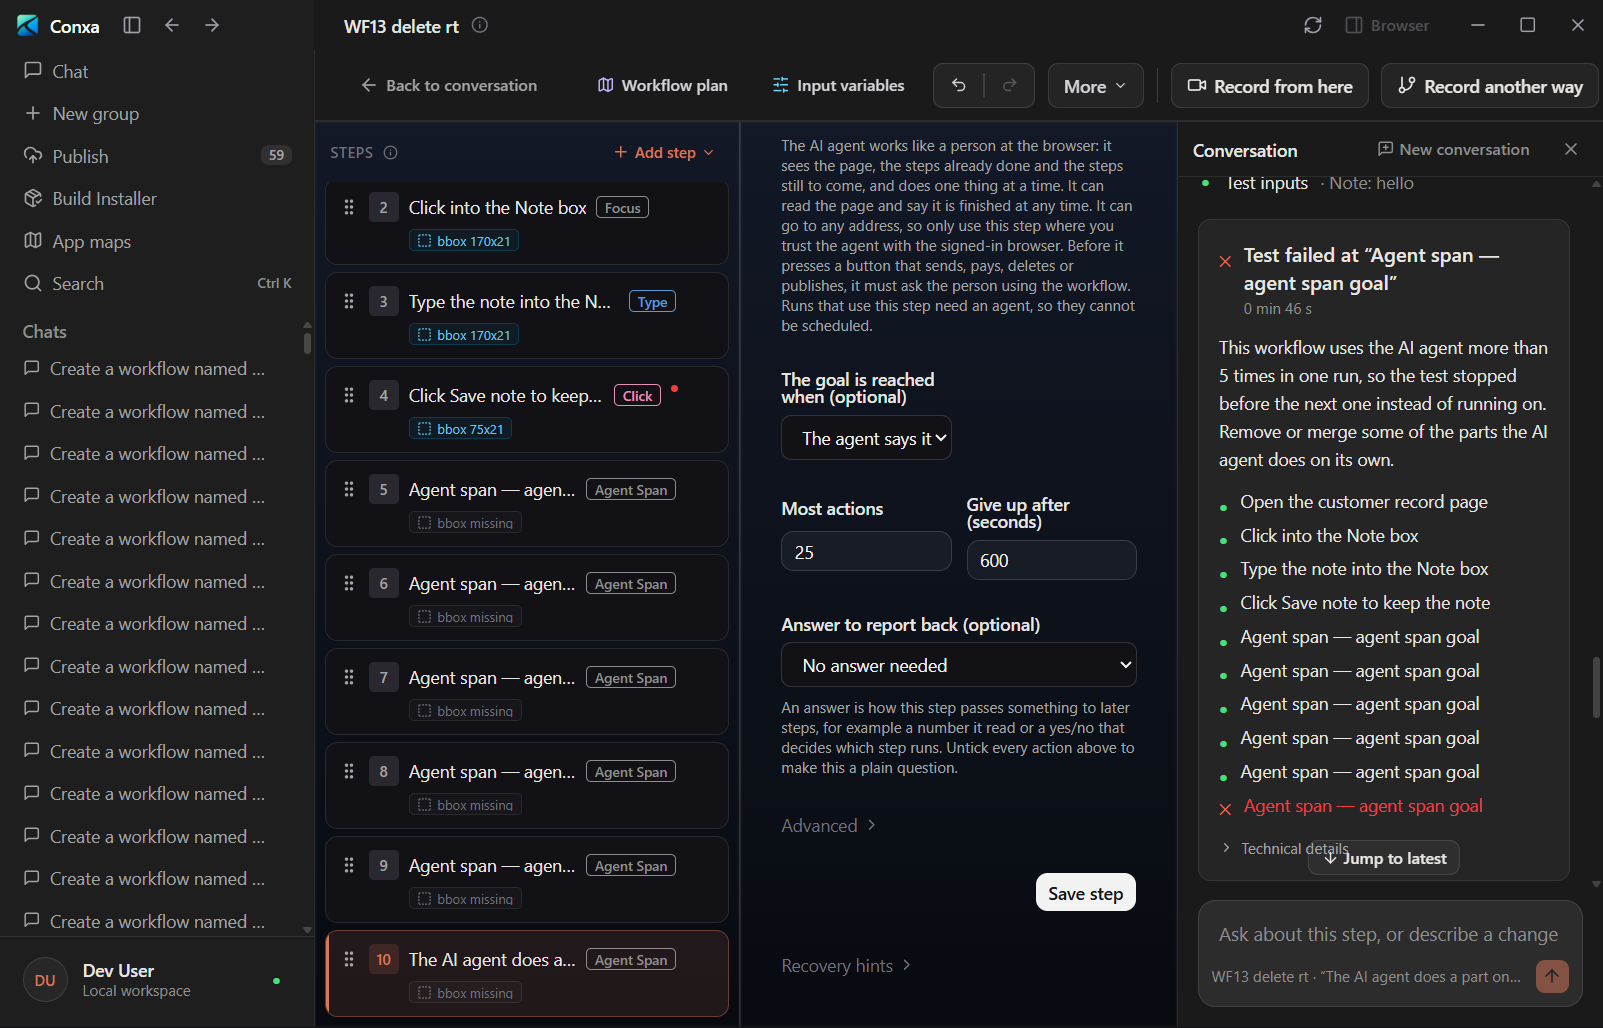 Conxa
WF13 delete rt
Browser
Chat
New group
Publish
59
Build Installer
App maps
Search
Ctrl K
Chats
Create a workflow named ...
Create a workflow named ...
Create a workflow named ...
Create a workflow named ...
Create a workflow named ...
Create a workflow named ...
Create a workflow named ...
Create a workflow named ...
Create a workflow named ...
Create a workflow named ...
Create a workflow named ...
Create a workflow named ...
Create a workflow named ...
Create a workflow named ...
DU
Dev User
Local workspace
Back to conversation
Workflow plan
Input variables
More
Record from here
Record another way
STEPS
Add step
2
Click into the Note box
Focus
bbox 170x21
3
Type the note into the N...
Type
bbox 170x21
4
Click Save note to keep...
Click
bbox 75x21
5
Agent span — agen...
Agent Span
bbox missing
6
Agent span — agen...
Agent Span
bbox missing
7
Agent span — agen...
Agent Span
bbox missing
8
Agent span — agen...
Agent Span
bbox missing
9
Agent span — agen...
Agent Span
bbox missing
10
The AI agent does a...
Agent Span
bbox missing
The AI agent works like a person at the browser: it
sees the page, the steps already done and the steps
still to come, and does one thing at a time. It can
read the page and say it is finished at any time. It can
go to any address, so only use this step where you
trust the agent with the signed-in browser. Before it
presses a button that sends, pays, deletes or
publishes, it must ask the person using the workflow.
Runs that use this step need an agent, so they cannot
be scheduled.
The goal is reached
when (optional)
The agent says it
Most actions
25
Give up after
(seconds)
600
Answer to report back (optional)
No answer needed
An answer is how this step passes something to later
steps, for example a number it read or a yes/no that
decides which step runs. Untick every action above to
make this a plain question.
Advanced
Save step
Recovery hints
Conversation
New conversation
Test inputs · Note: hello
Test failed at “Agent span —
agent span goal”
0 min 46 s
This workflow uses the AI agent more than
5 times in one run, so the test stopped
before the next one instead of running on.
Remove or merge some of the parts the AI
agent does on its own.
Open the customer record page
Click into the Note box
Type the note into the Note box
Click Save note to keep the note
Agent span — agent span goal
Agent span — agent span goal
Agent span — agent span goal
Agent span — agent span goal
Agent span — agent span goal
Agent span — agent span goal
Technical details
Jump to latest
Ask about this step, or describe a change
WF13 delete rt · “The AI agent does a part on...